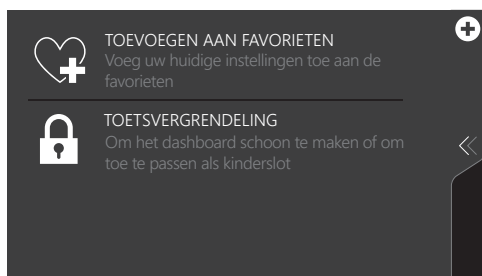 TOEVOEGEN AAN FAVORIETEN
Voeg uw huidige instellingen toe aan de
favorieten
TOETSVERGRENDELING
Om het dashboard schoon te maken of om
toe te passen als kinderslot